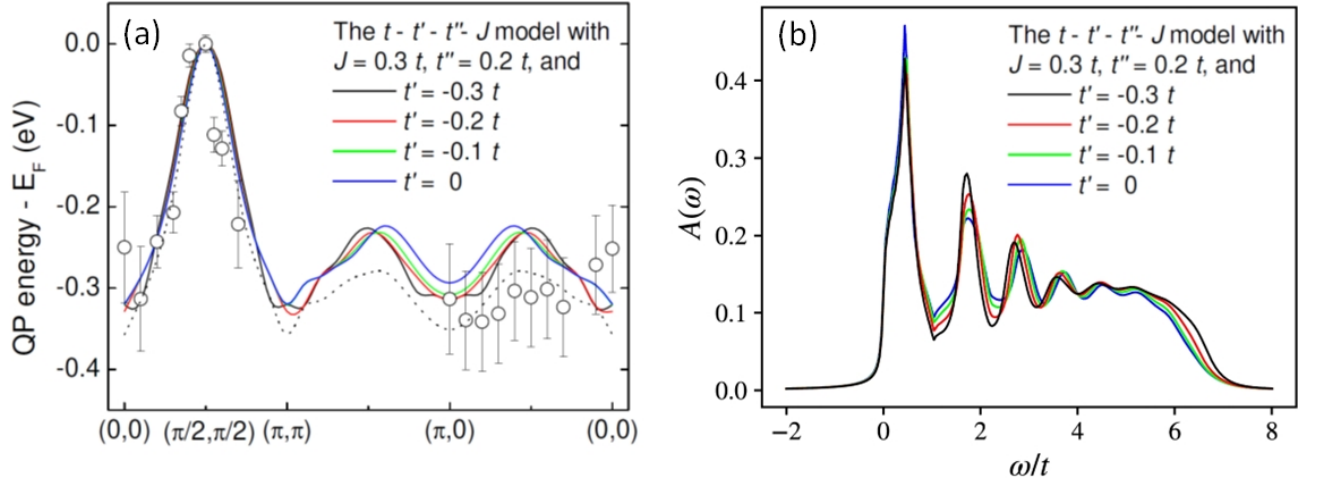 (a)
The t - t' - t''- J model with
J = 0.3 t, t'' = 0.2 t, and
t' = -0.3 t
t' = -0.2 t
t' = -0.1 t
t' = 0
QP energy - E_F (eV)
0.0
-0.1
-0.2
-0.3
-0.4
(0,0) (π/2,π/2) (π,π) (π,0) (0,0)
(b)
The t - t' - t''- J model with
J = 0.3 t, t'' = 0.2 t, and
t' = -0.3 t
t' = -0.2 t
t' = -0.1 t
t' = 0
A(ω)
0.4
0.3
0.2
0.1
0.0
−2 0 2 4 6 8
ω/t